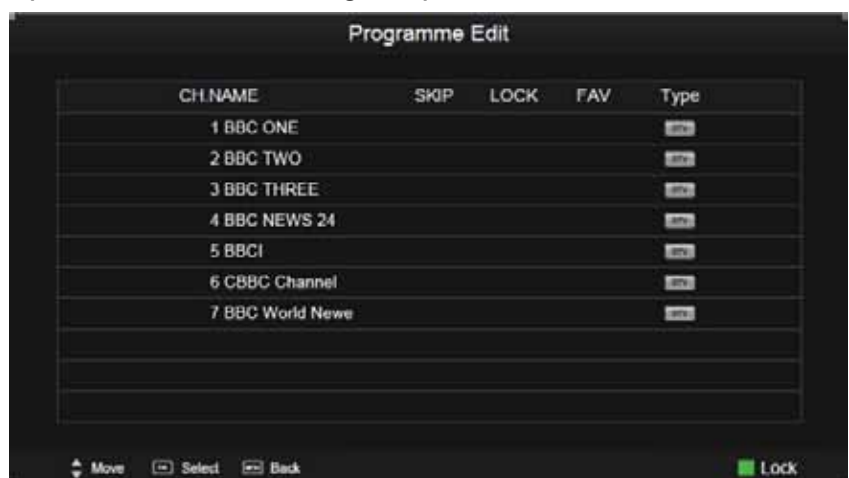 Programme Edit
CH.NAME SKIP LOCK FAV Type
1 BBC ONE
2 BBC TWO
3 BBC THREE
4 BBC NEWS 24
5 BBCI
6 CBBC Channel
7 BBC World Newe
Move Select Back Lock